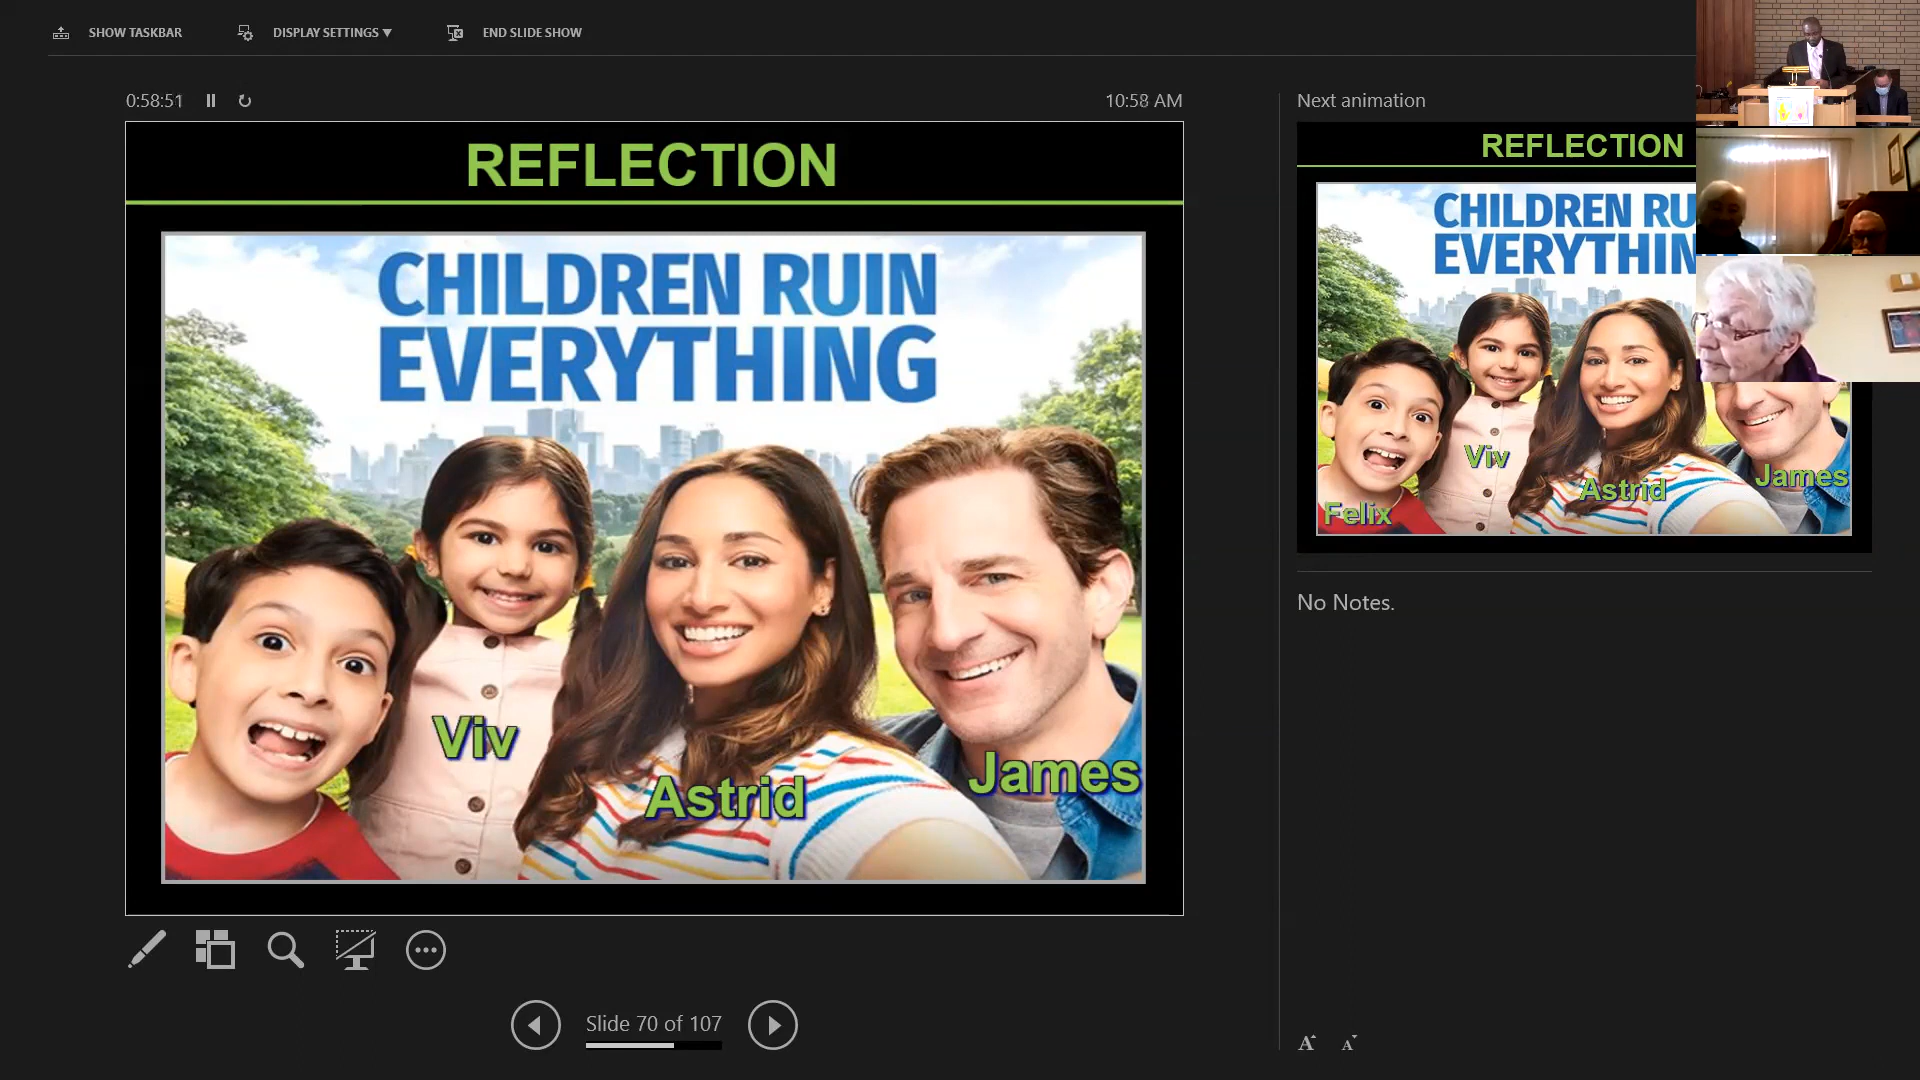 SHOW TASKBAR
DISPLAY SETTINGS ▼
END SLIDE SHOW
0:58:51
10:58 AM
REFLECTION
CHILDREN RUIN
EVERYTHING
Viv
Astrid
James
Slide 70 of 107
Next animation
REFLECTION
CHILDREN RU
EVERYTHIN
Viv
Astrid
James
Felix
No Notes.
A
A